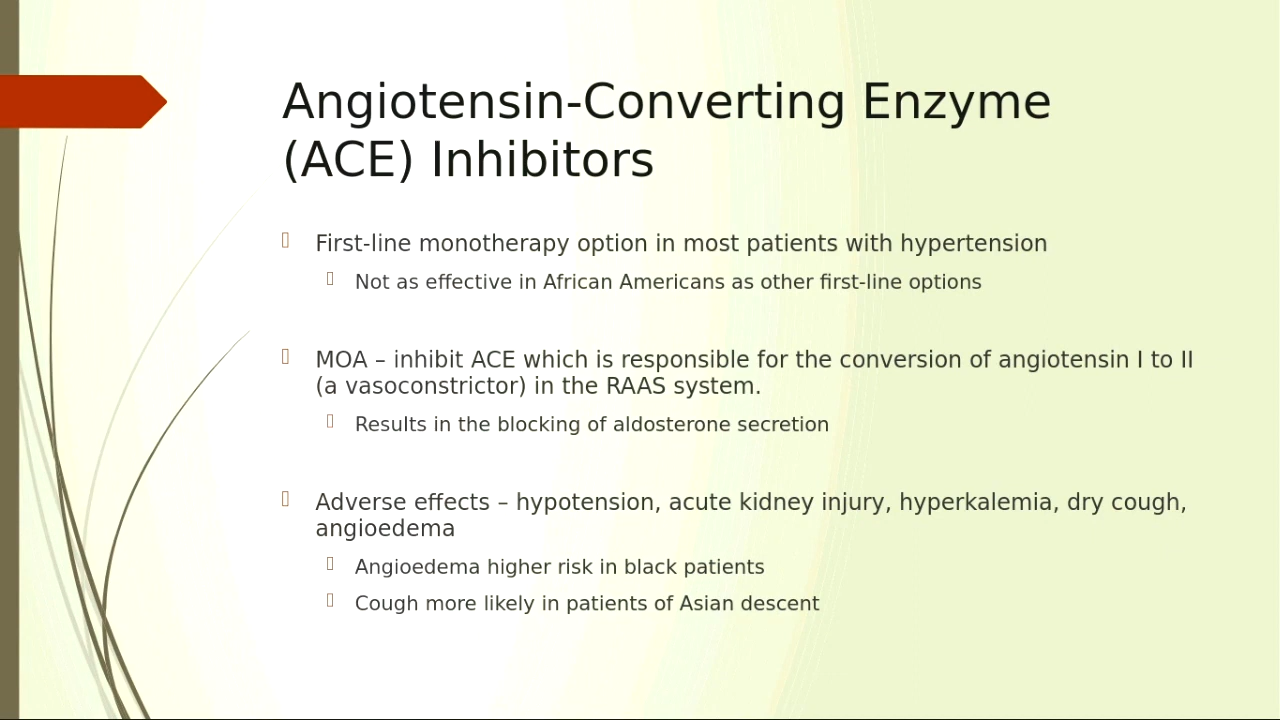 Angiotensin-Converting Enzyme
(ACE) Inhibitors
First-line monotherapy option in most patients with hypertension
Not as effective in African Americans as other first-line options
MOA – inhibit ACE which is responsible for the conversion of angiotensin I to II
(a vasoconstrictor) in the RAAS system.
Results in the blocking of aldosterone secretion
Adverse effects – hypotension, acute kidney injury, hyperkalemia, dry cough,
angioedema
Angioedema higher risk in black patients
Cough more likely in patients of Asian descent